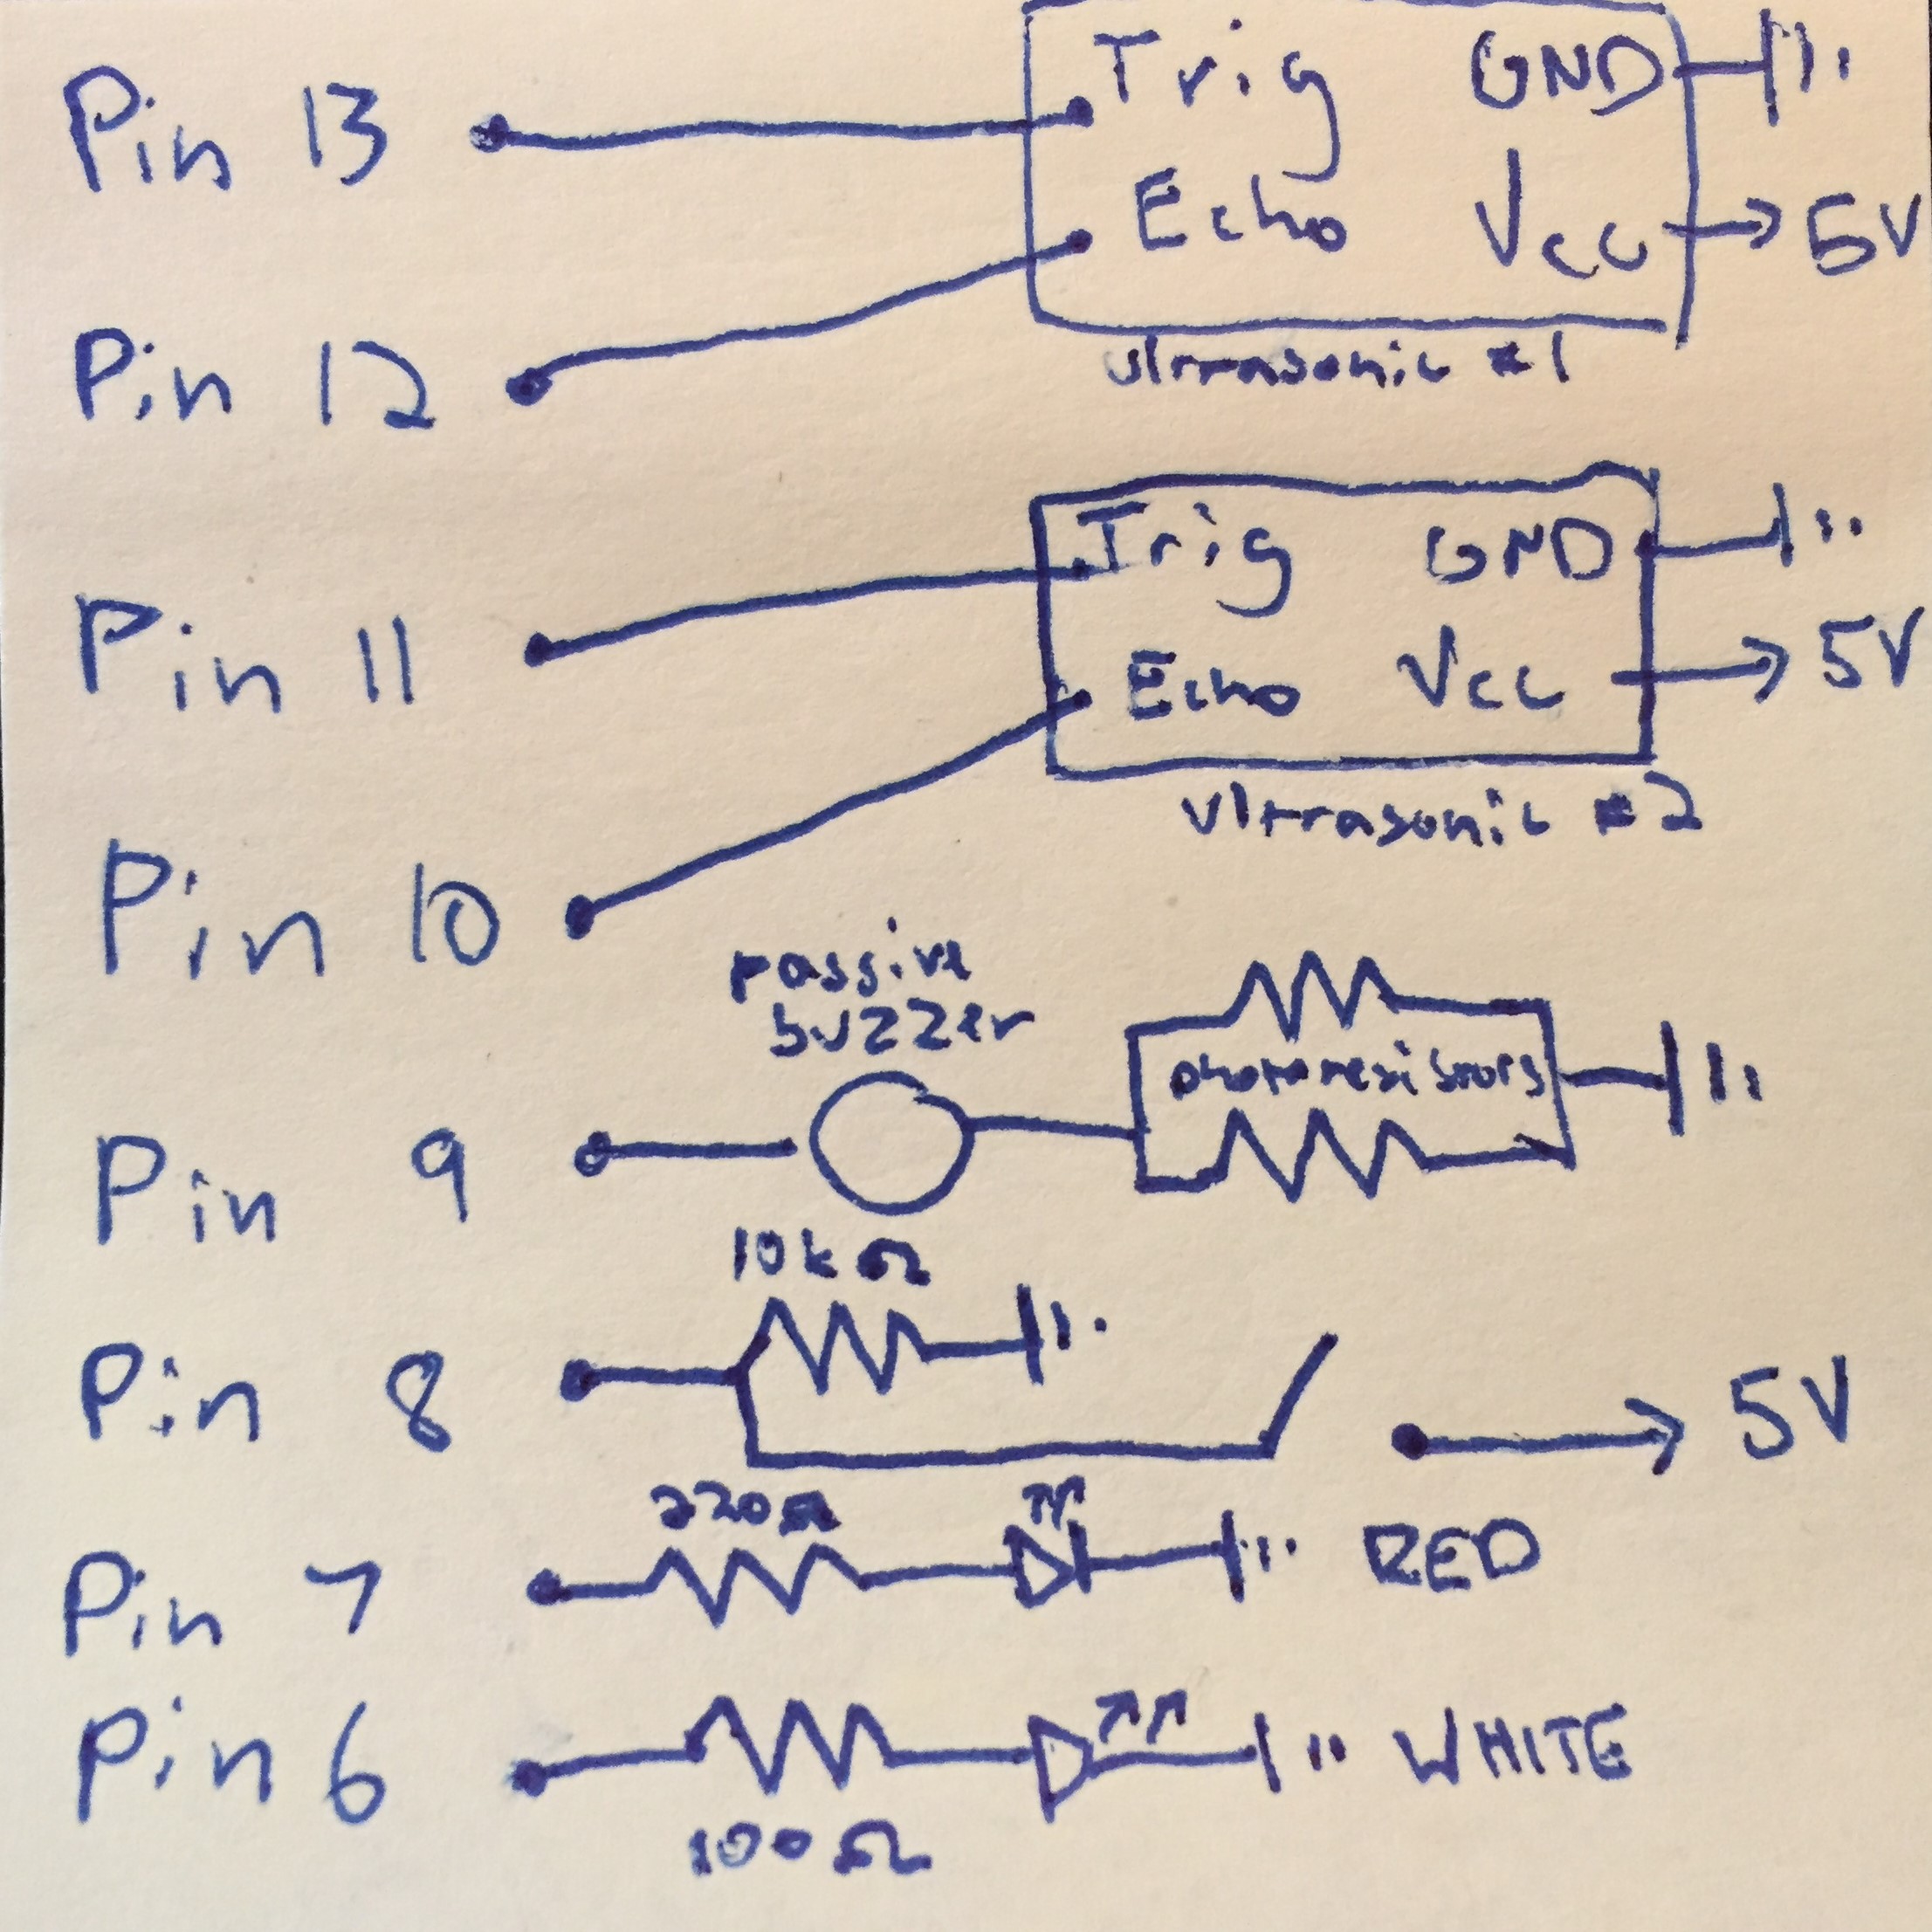 Pin 13
Trig GND
Echo Vcc 5V
Pin 12
Ultrasonic #1
Pin 11
Trig GND
Echo Vcc 5V
Ultrasonic #2
Pin 10
passive
buzzer
photoresistors
Pin 9
10kΩ
Pin 8
5V
220Ω
Pin 7
RED
Pin 6
WHITE
100Ω